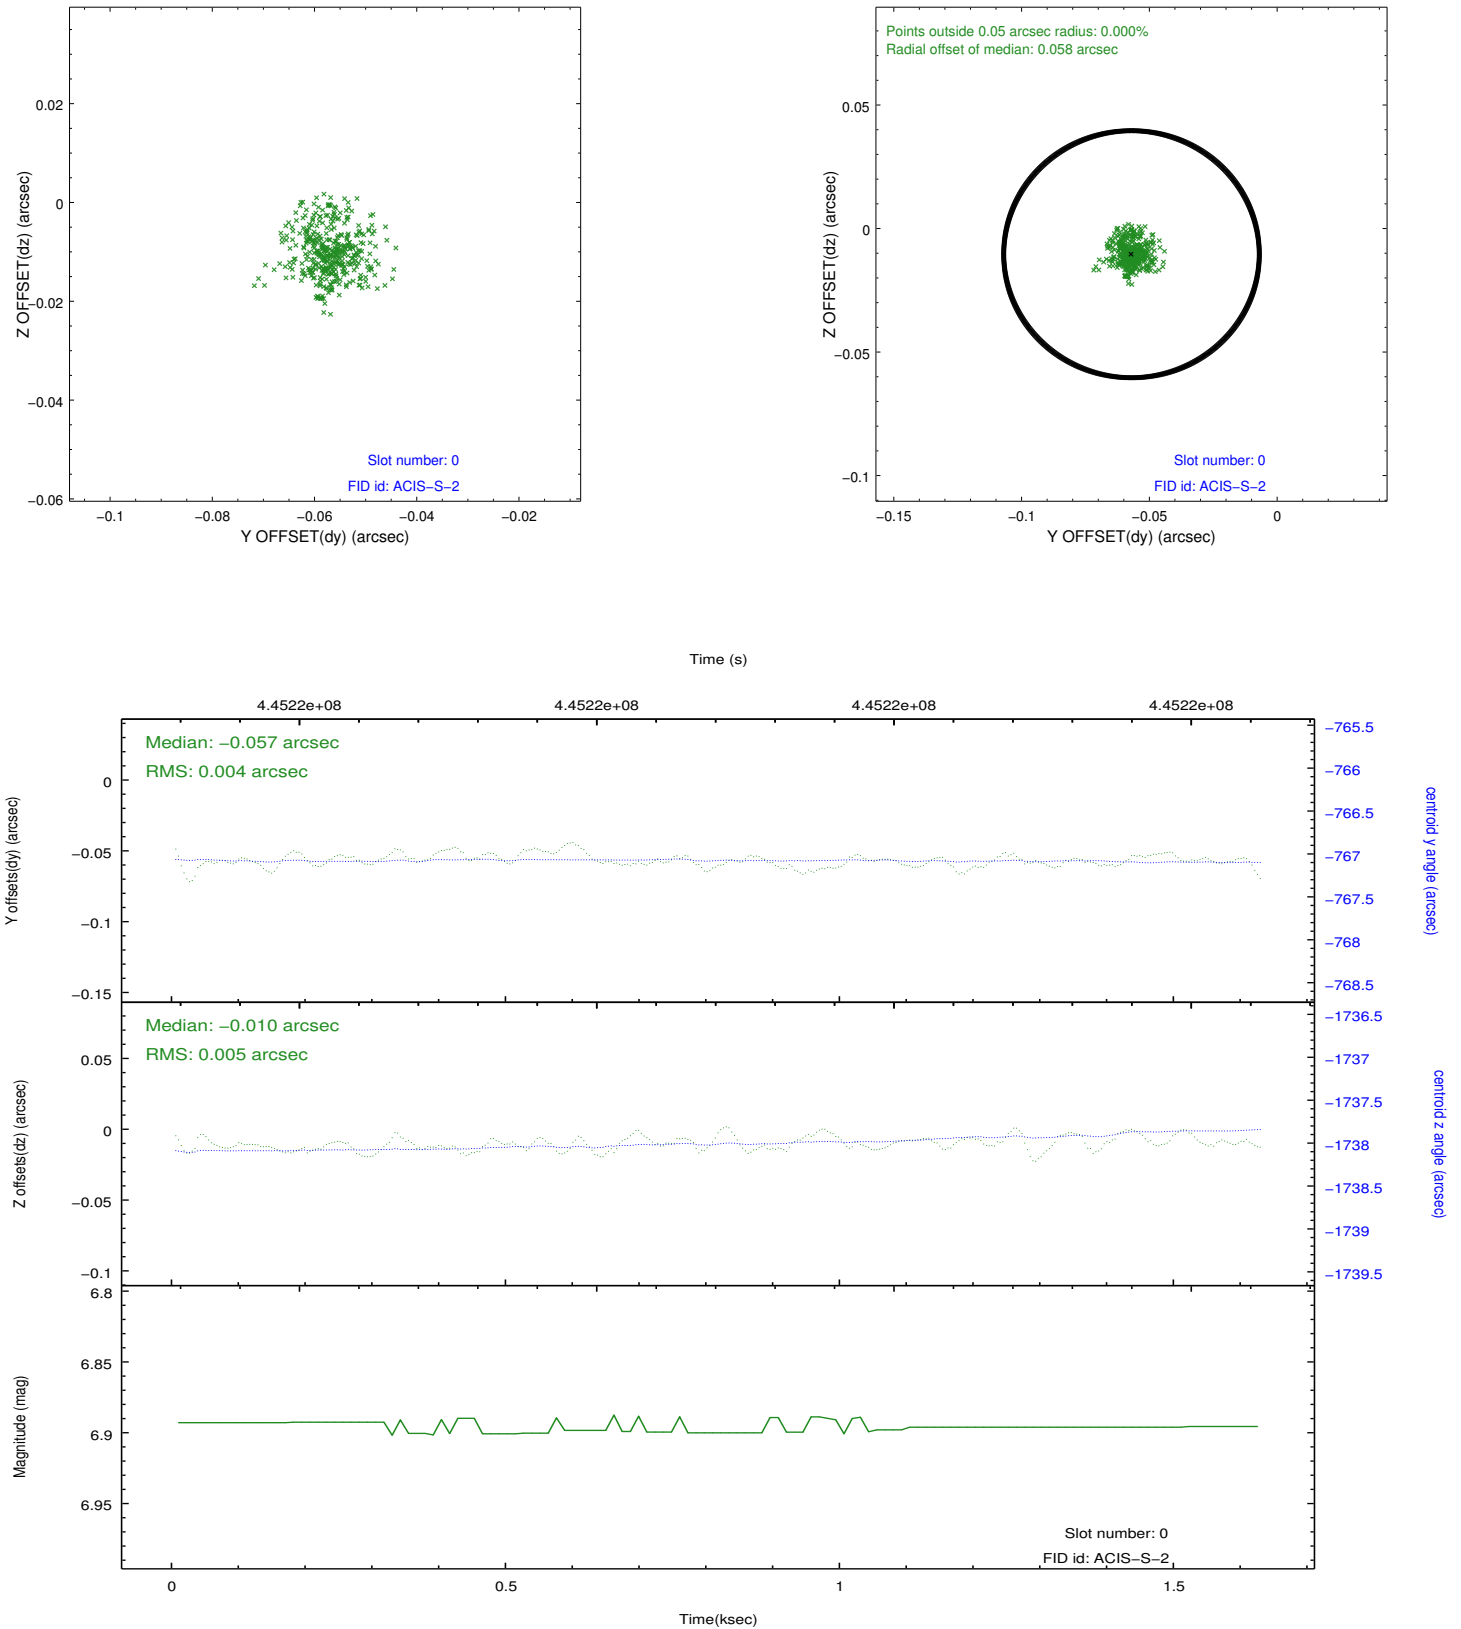 0.02
0
−0.02
−0.04
−0.06
Z OFFSET(dz) (arcsec)
Slot number: 0
FID id: ACIS−S−2
−0.1
−0.08
−0.06
−0.04
−0.02
Y OFFSET(dy) (arcsec)
Points outside 0.05 arcsec radius: 0.000%
Radial offset of median: 0.058 arcsec
0.05
0
−0.05
−0.1
Z OFFSET(dz) (arcsec)
Slot number: 0
FID id: ACIS−S−2
−0.15
−0.1
−0.05
0
Y OFFSET(dy) (arcsec)
Time (s)
4.4522e+08
4.4522e+08
4.4522e+08
4.4522e+08
Median: −0.057 arcsec
RMS: 0.004 arcsec
0
−0.05
−0.1
−0.15
Y offsets(dy) (arcsec)
−765.5
−766
−766.5
−767
−767.5
−768
−768.5
centroid y angle (arcsec)
Median: −0.010 arcsec
RMS: 0.005 arcsec
0.05
0
−0.05
−0.1
Z offsets(dz) (arcsec)
−1736.5
−1737
−1737.5
−1738
−1738.5
−1739
−1739.5
centroid z angle (arcsec)
6.8
6.85
6.9
6.95
Magnitude (mag)
Slot number: 0
FID id: ACIS−S−2
0
0.5
1
1.5
Time(ksec)